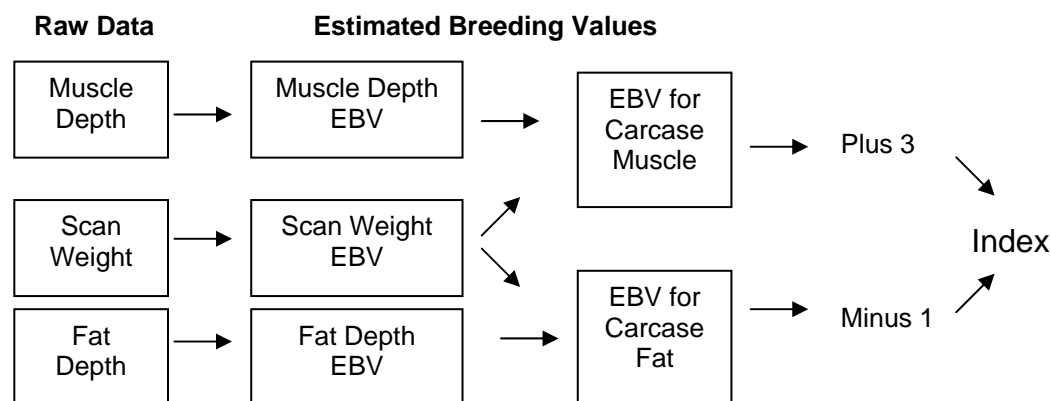 Raw Data
Estimated Breeding Values
Muscle
Depth
Muscle Depth
EBV
EBV for
Carcase
Muscle
Plus 3
Scan
Weight
Scan Weight
EBV
Index
Fat
Depth
Fat Depth
EBV
EBV for
Carcase
Fat
Minus 1